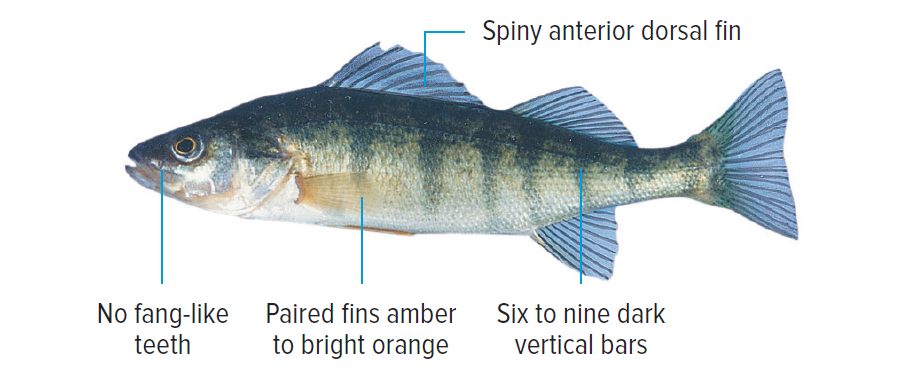 Spiny anterior dorsal fin
No fang-like
teeth
Paired fins amber
to bright orange
Six to nine dark
vertical bars